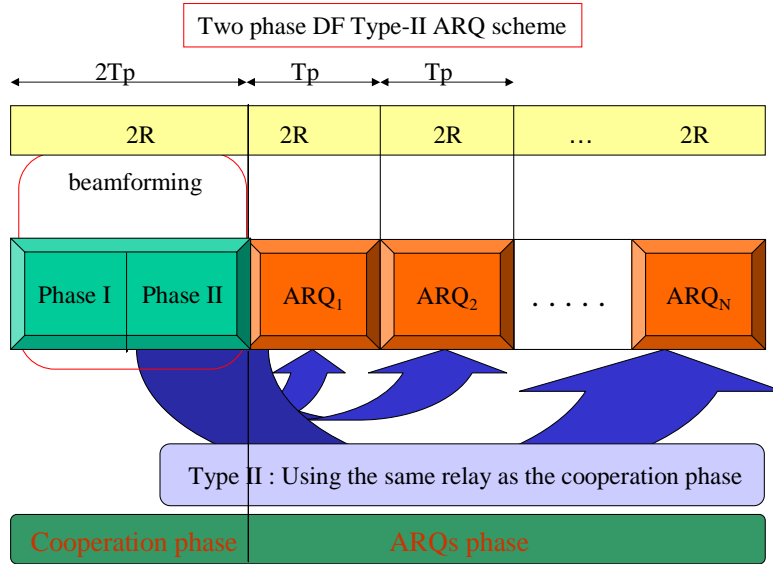 Two phase DF Type-II ARQ scheme
2Tp Tp Tp
2R 2R 2R … 2R
beamforming
Phase I Phase II ARQ₁ ARQ₂ . . . . . ARQ_N
Type II : Using the same relay as the cooperation phase
Cooperation phase ARQs phase